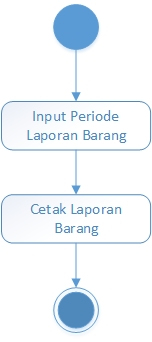 Input Periode
Laporan Barang
Cetak Laporan
Barang